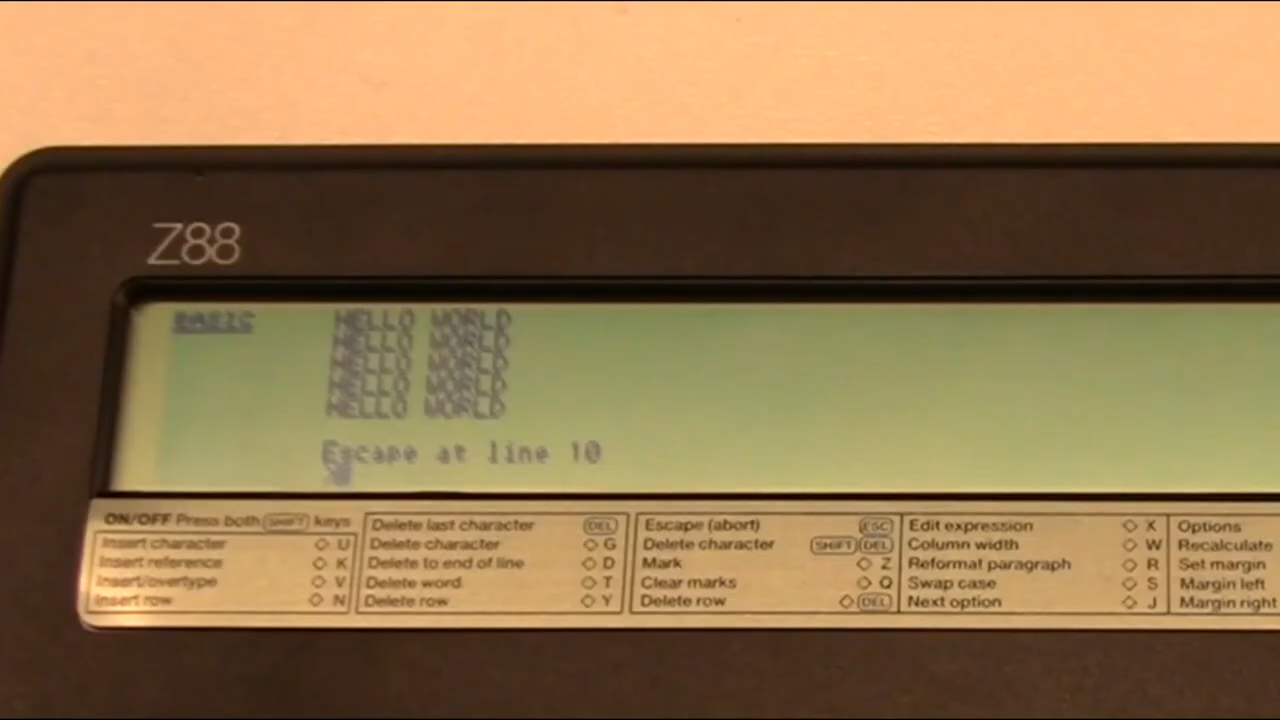 Z88
BASIC
HELLO WORLD
HELLO WORLD
HELLO WORLD
HELLO WORLD
HELLO WORLD
Escape at line 10
>
ON/OFF Press both SHIFT keys
Insert character ◇ U
Insert reference ◇ K
Insert/overtype ◇ V
Insert row ◇ N
Delete last character DEL
Delete character ◇ G
Delete to end of line ◇ D
Delete word ◇ T
Delete row ◇ Y
Escape (abort) ESC
Delete character SHIFT DEL
Mark ◇ Z
Clear marks ◇ Q
Delete row ◇ DEL
Edit expression ◇ X
Column width ◇ W
Reformat paragraph ◇ R
Swap case ◇ S
Next option ◇ J
Options
Recalculate
Set margin
Margin left
Margin right